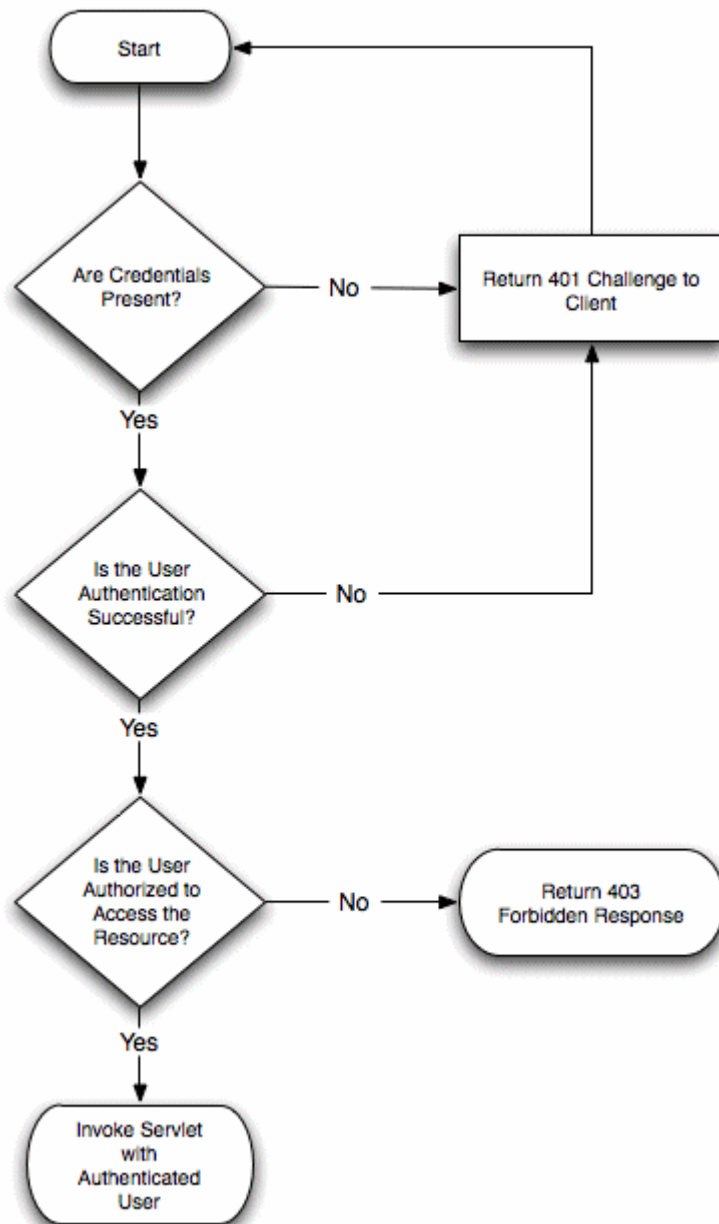 Start
Are Credentials
Present?
No
Return 401 Challenge to
Client
Yes
Is the User
Authentication
Successful?
No
Yes
Is the User
Authorized to
Access the
Resource?
No
Return 403
Forbidden Response
Yes
Invoke Servlet
with
Authenticated
User